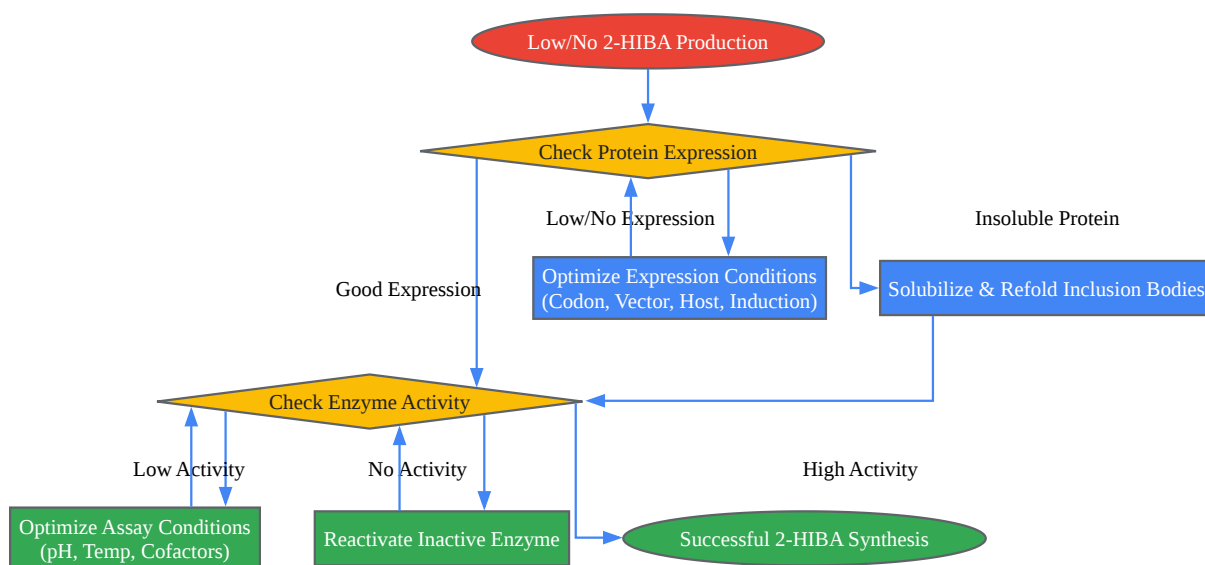 Low/No 2-HIBA Production
Check Protein Expression
Low/No Expression
Insoluble Protein
Optimize Expression Conditions
(Codon, Vector, Host, Induction)
Solubilize & Refold Inclusion Bodies
Good Expression
Check Enzyme Activity
Low Activity
No Activity
High Activity
Optimize Assay Conditions
(pH, Temp, Cofactors)
Reactivate Inactive Enzyme
Successful 2-HIBA Synthesis